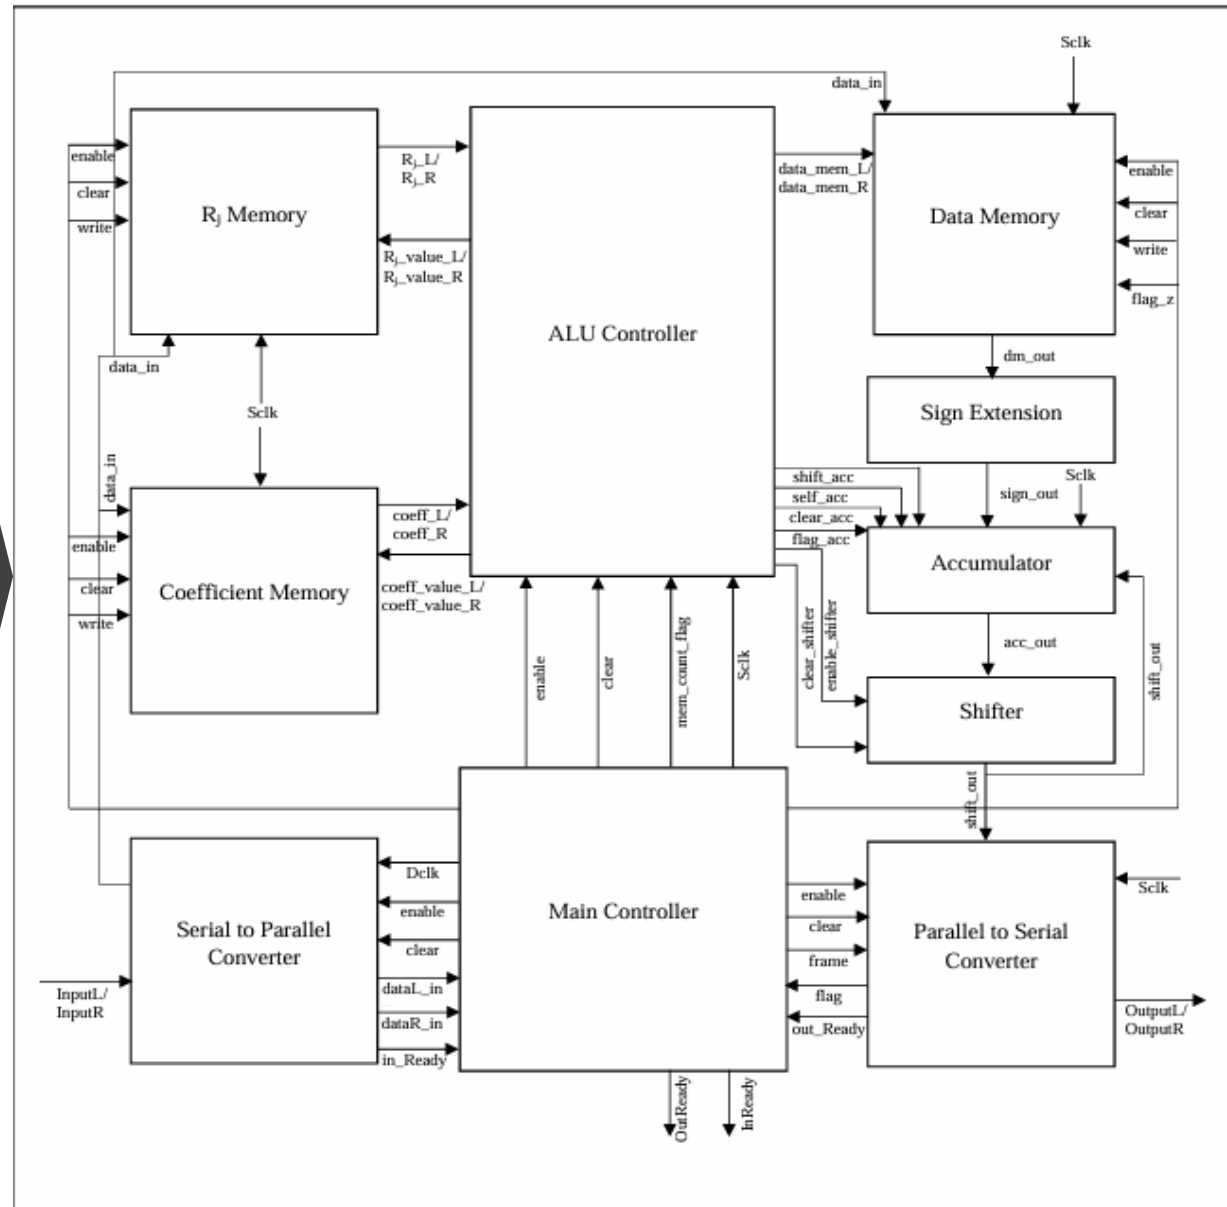 Sclk
data_in
enable
clear
write
Rj Memory
Rj_L/
Rj_R
Rj_value_L/
Rj_value_R
ALU Controller
data_mem_L/
data_mem_R
Data Memory
enable
clear
write
flag_z
data_in
dm_out
Sclk
Sign Extension
data_in
shift_acc
self_acc
clear_acc
flag_acc
sign_out
Sclk
enable
clear
write
Coefficient Memory
coeff_L/
coeff_R
coeff_value_L/
coeff_value_R
Accumulator
acc_out
enable
clear
mem_count_flag
Sclk
clear_shifter
enable_shifter
shift_out
Shifter
shift_out
Serial to Parallel
Converter
Dclk
enable
clear
dataL_in
dataR_in
in_Ready
InputL/
InputR
Main Controller
enable
clear
frame
flag
out_Ready
Parallel to Serial
Converter
Sclk
OutputL/
OutputR
OutReady
InReady